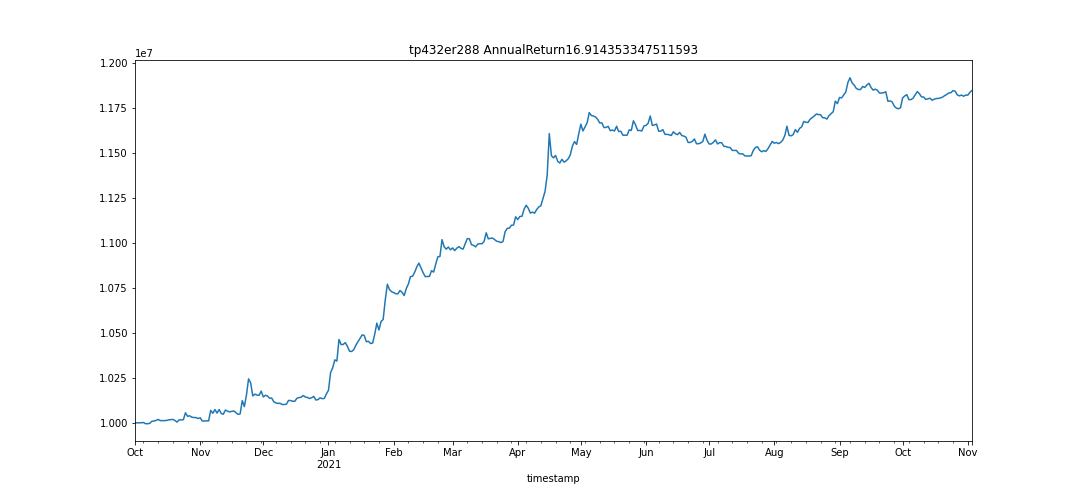 tp432er288 AnnualReturn16.914353347511593
1e7
1.200
1.175
1.150
1.125
1.100
1.075
1.050
1.025
1.000
Oct Nov Dec Jan Feb Mar Apr May Jun Jul Aug Sep Oct Nov
2021
timestamp